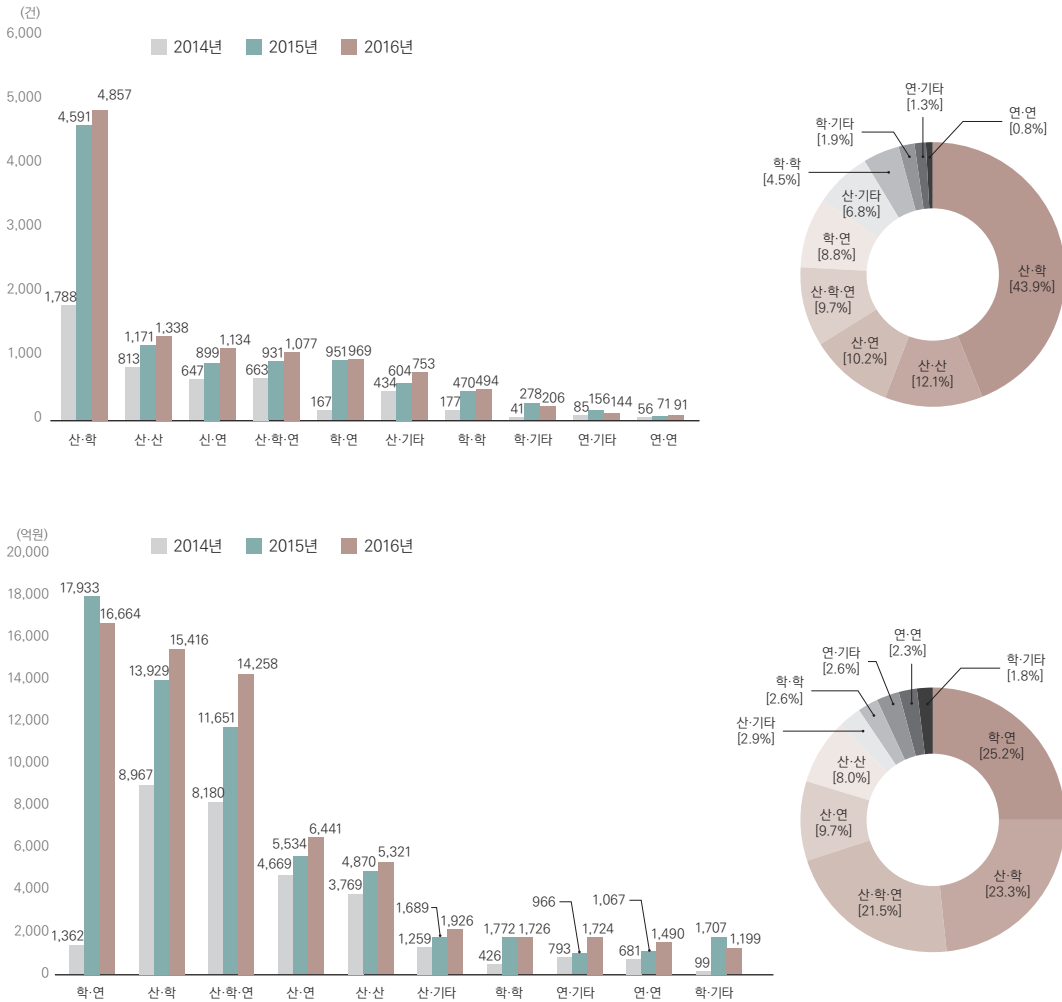 (건)
2014년 2015년 2016년
6,000
5,000
4,000
3,000
2,000
1,000
0
1,788 4,591 4,857
813 1,171 1,338
647 899 1,134
663 931 1,077
167 951 969
434 604 753
177 470 494
41 278 206
85 156 144
56 71 91
산·학 산·산 신·연 산·학·연 학·연 산·기타 학·학 학·기타 연·기타 연·연
연·기타
[1.3%]
연·연
[0.8%]
학·기타
[1.9%]
학·학
[4.5%]
산·기타
[6.8%]
학·연
[8.8%]
산·학·연
[9.7%]
산·연
[10.2%]
산·산
[12.1%]
산·학
[43.9%]
(억원)
2014년 2015년 2016년
20,000
18,000
16,000
14,000
12,000
10,000
8,000
6,000
4,000
2,000
0
1,362 17,933 16,664
8,967 13,929 15,416
8,180 11,651 14,258
4,669 5,534 6,441
3,769 4,870 5,321
1,259 1,689 1,926
426 1,772 1,726
793 966 1,724
681 1,067 1,490
99 1,707 1,199
학·연 산·학 산·학·연 산·연 산·산 산·기타 학·학 연·기타 연·연 학·기타
연·연
[2.3%]
연·기타
[2.6%]
학·기타
[1.8%]
학·학
[2.6%]
산·기타
[2.9%]
산·산
[8.0%]
산·연
[9.7%]
산·학·연
[21.5%]
산·학
[23.3%]
학·연
[25.2%]